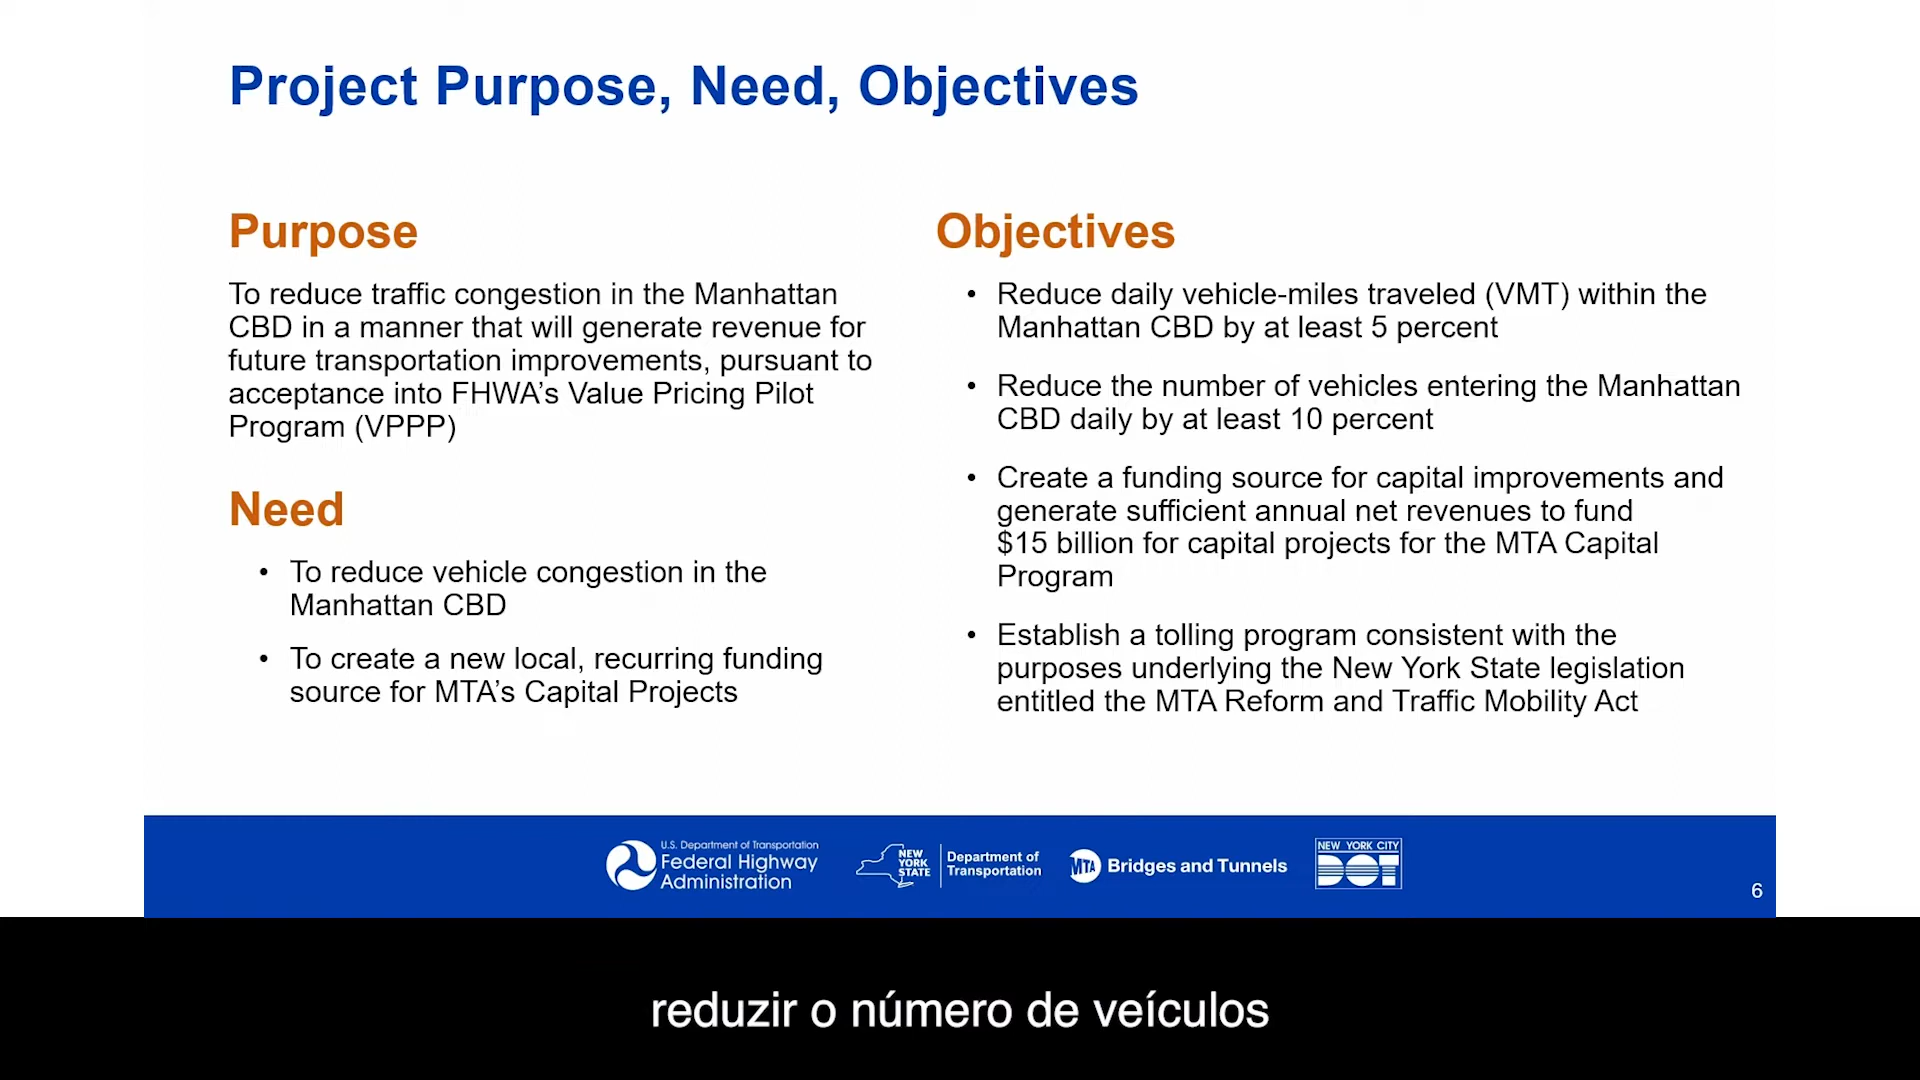 Project Purpose, Need, Objectives
Purpose
To reduce traffic congestion in the Manhattan
CBD in a manner that will generate revenue for
future transportation improvements, pursuant to
acceptance into FHWA’s Value Pricing Pilot
Program (VPPP)
Need
• To reduce vehicle congestion in the
Manhattan CBD
• To create a new local, recurring funding
source for MTA’s Capital Projects
Objectives
• Reduce daily vehicle-miles traveled (VMT) within the
Manhattan CBD by at least 5 percent
• Reduce the number of vehicles entering the Manhattan
CBD daily by at least 10 percent
• Create a funding source for capital improvements and
generate sufficient annual net revenues to fund
$15 billion for capital projects for the MTA Capital
Program
• Establish a tolling program consistent with the
purposes underlying the New York State legislation
entitled the MTA Reform and Traffic Mobility Act
U.S. Department of Transportation
Federal Highway
Administration
NEW
YORK
STATE
Department of
Transportation
MTA Bridges and Tunnels
NEW YORK CITY
DOT
6
reduzir o número de veículos